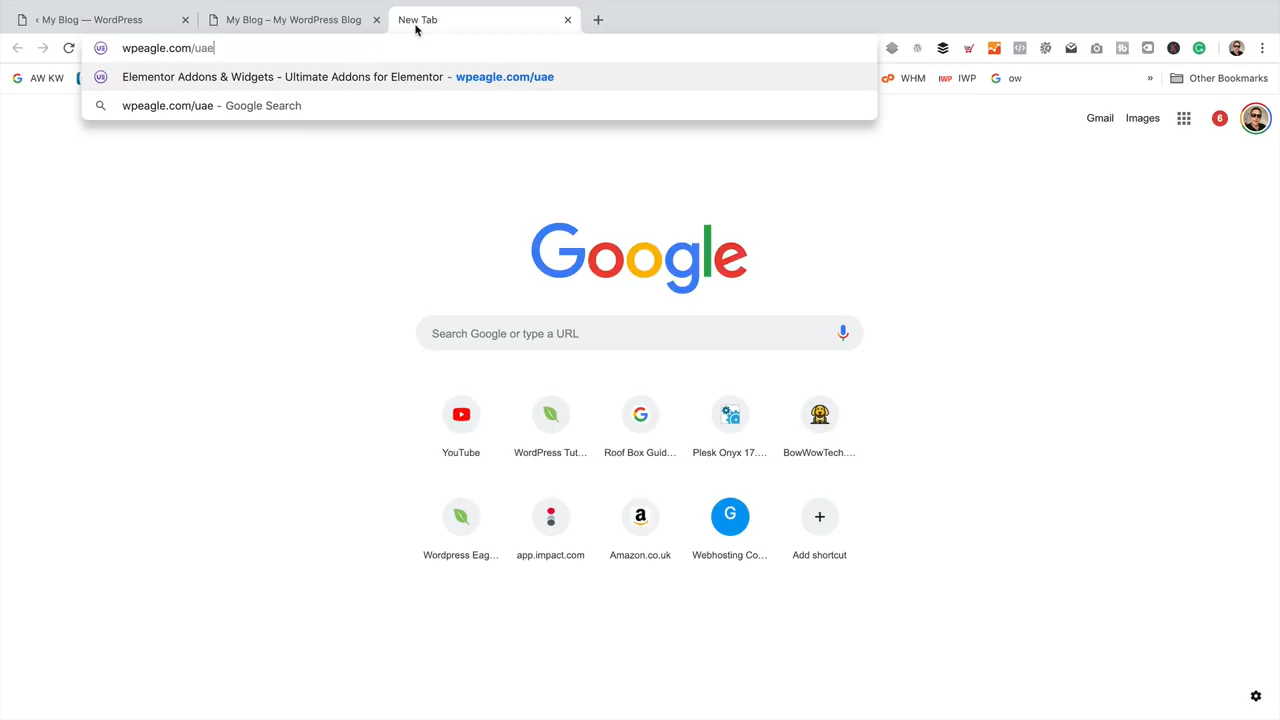 ‹ My Blog — WordPress
My Blog – My WordPress Blog
New Tab
wpeagle.com/uae
AW KW
WHM
IWP
IWP
ow
»
Other Bookmarks
Elementor Addons & Widgets - Ultimate Addons for Elementor - wpeagle.com/uae
wpeagle.com/uae - Google Search
Gmail
Images
6
Google
Search Google or type a URL
YouTube
WordPress Tut...
Roof Box Guid...
Plesk Onyx 17....
BowWowTech....
G
Wordpress Eag...
app.impact.com
Amazon.co.uk
Webhosting Co...
Add shortcut